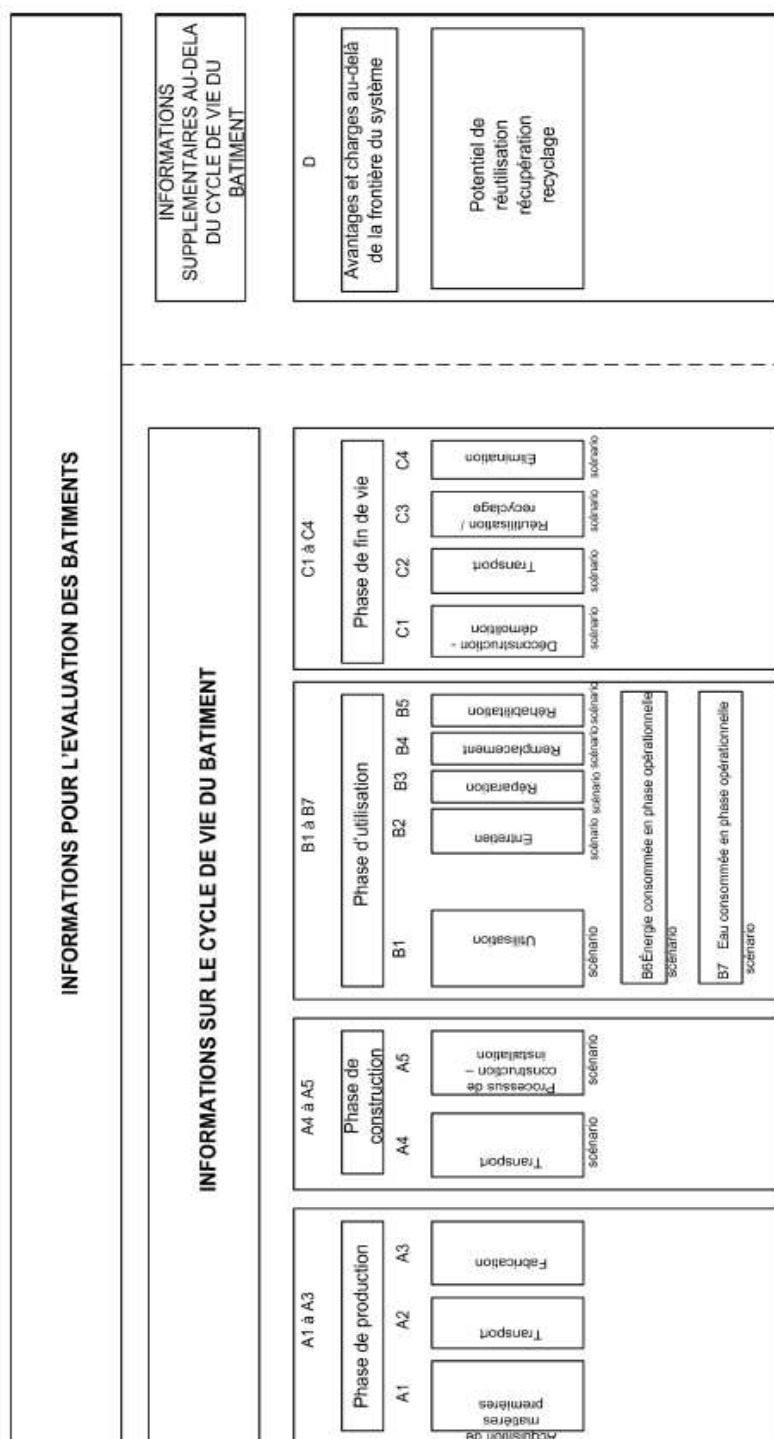 INFORMATIONS POUR L'EVALUATION DES BATIMENTS
INFORMATIONS SUR LE CYCLE DE VIE DU BATIMENT
INFORMATIONS
SUPPLEMENTAIRES AU-DELA
DU CYCLE DE VIE DU
BATIMENT
A1 à A3
Phase de production
A1
A2
A3
Acquisition de
matières
premières
Transport
Fabrication
A4 à A5
Phase de
construction
A4
A5
Transport
Processus de
construction –
installation
scénario
scénario
B1 à B7
Phase d'utilisation
B1
B2
B3
B4
B5
Utilisation
Entretien
Réparation
Remplacement
Réhabilitation
scénario
scénario
scénario
scénario
scénario
B6Énergie consommée en phase opérationnelle
scénario
B7 Eau consommée en phase opérationnelle
scénario
C1 à C4
Phase de fin de vie
C1
C2
C3
C4
Déconstruction -
démolition
Transport
Réutilisation /
recyclage
Élimination
scénario
scénario
scénario
scénario
D
Avantages et charges au-delà
de la frontière du système
Potentiel de
réutilisation
récupération
recyclage